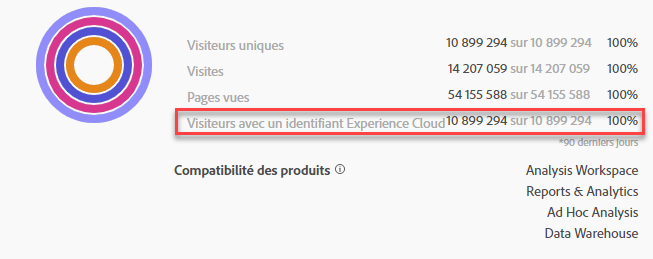 Visiteurs uniques 10 899 294 sur 10 899 294 100%
Visites 14 207 059 sur 14 207 059 100%
Pages vues 54 155 588 sur 54 155 588 100%
Visiteurs avec un identifiant Experience Cloud 10 899 294 sur 10 899 294 100%
*90 derniers jours
Compatibilité des produits Analysis Workspace
Reports & Analytics
Ad Hoc Analysis
Data Warehouse